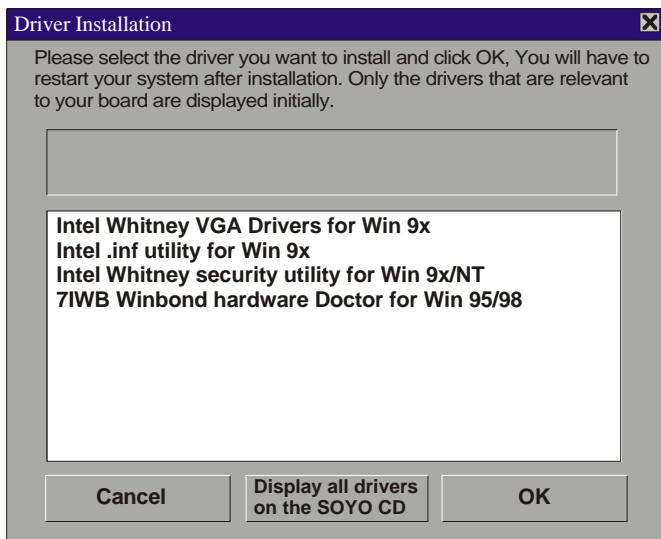 Driver Installation
Please select the driver you want to install and click OK, You will have to
restart your system after installation. Only the drivers that are relevant
to your board are displayed initially.
Intel Whitney VGA Drivers for Win 9x
Intel .inf utility for Win 9x
Intel Whitney security utility for Win 9x/NT
7IWB Winbond hardware Doctor for Win 95/98
Cancel
Display all drivers
on the SOYO CD
OK